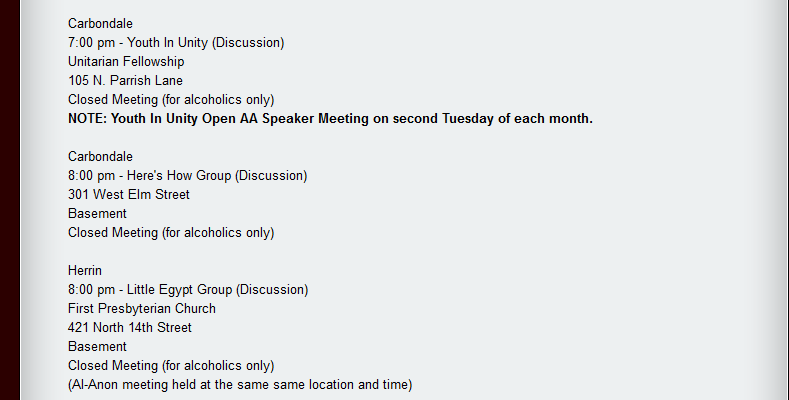 Carbondale
7:00 pm - Youth In Unity (Discussion)
Unitarian Fellowship
105 N. Parrish Lane
Closed Meeting (for alcoholics only)
NOTE: Youth In Unity Open AA Speaker Meeting on second Tuesday of each month.
Carbondale
8:00 pm - Here's How Group (Discussion)
301 West Elm Street
Basement
Closed Meeting (for alcoholics only)
Herrin
8:00 pm - Little Egypt Group (Discussion)
First Presbyterian Church
421 North 14th Street
Basement
Closed Meeting (for alcoholics only)
(Al-Anon meeting held at the same same location and time)